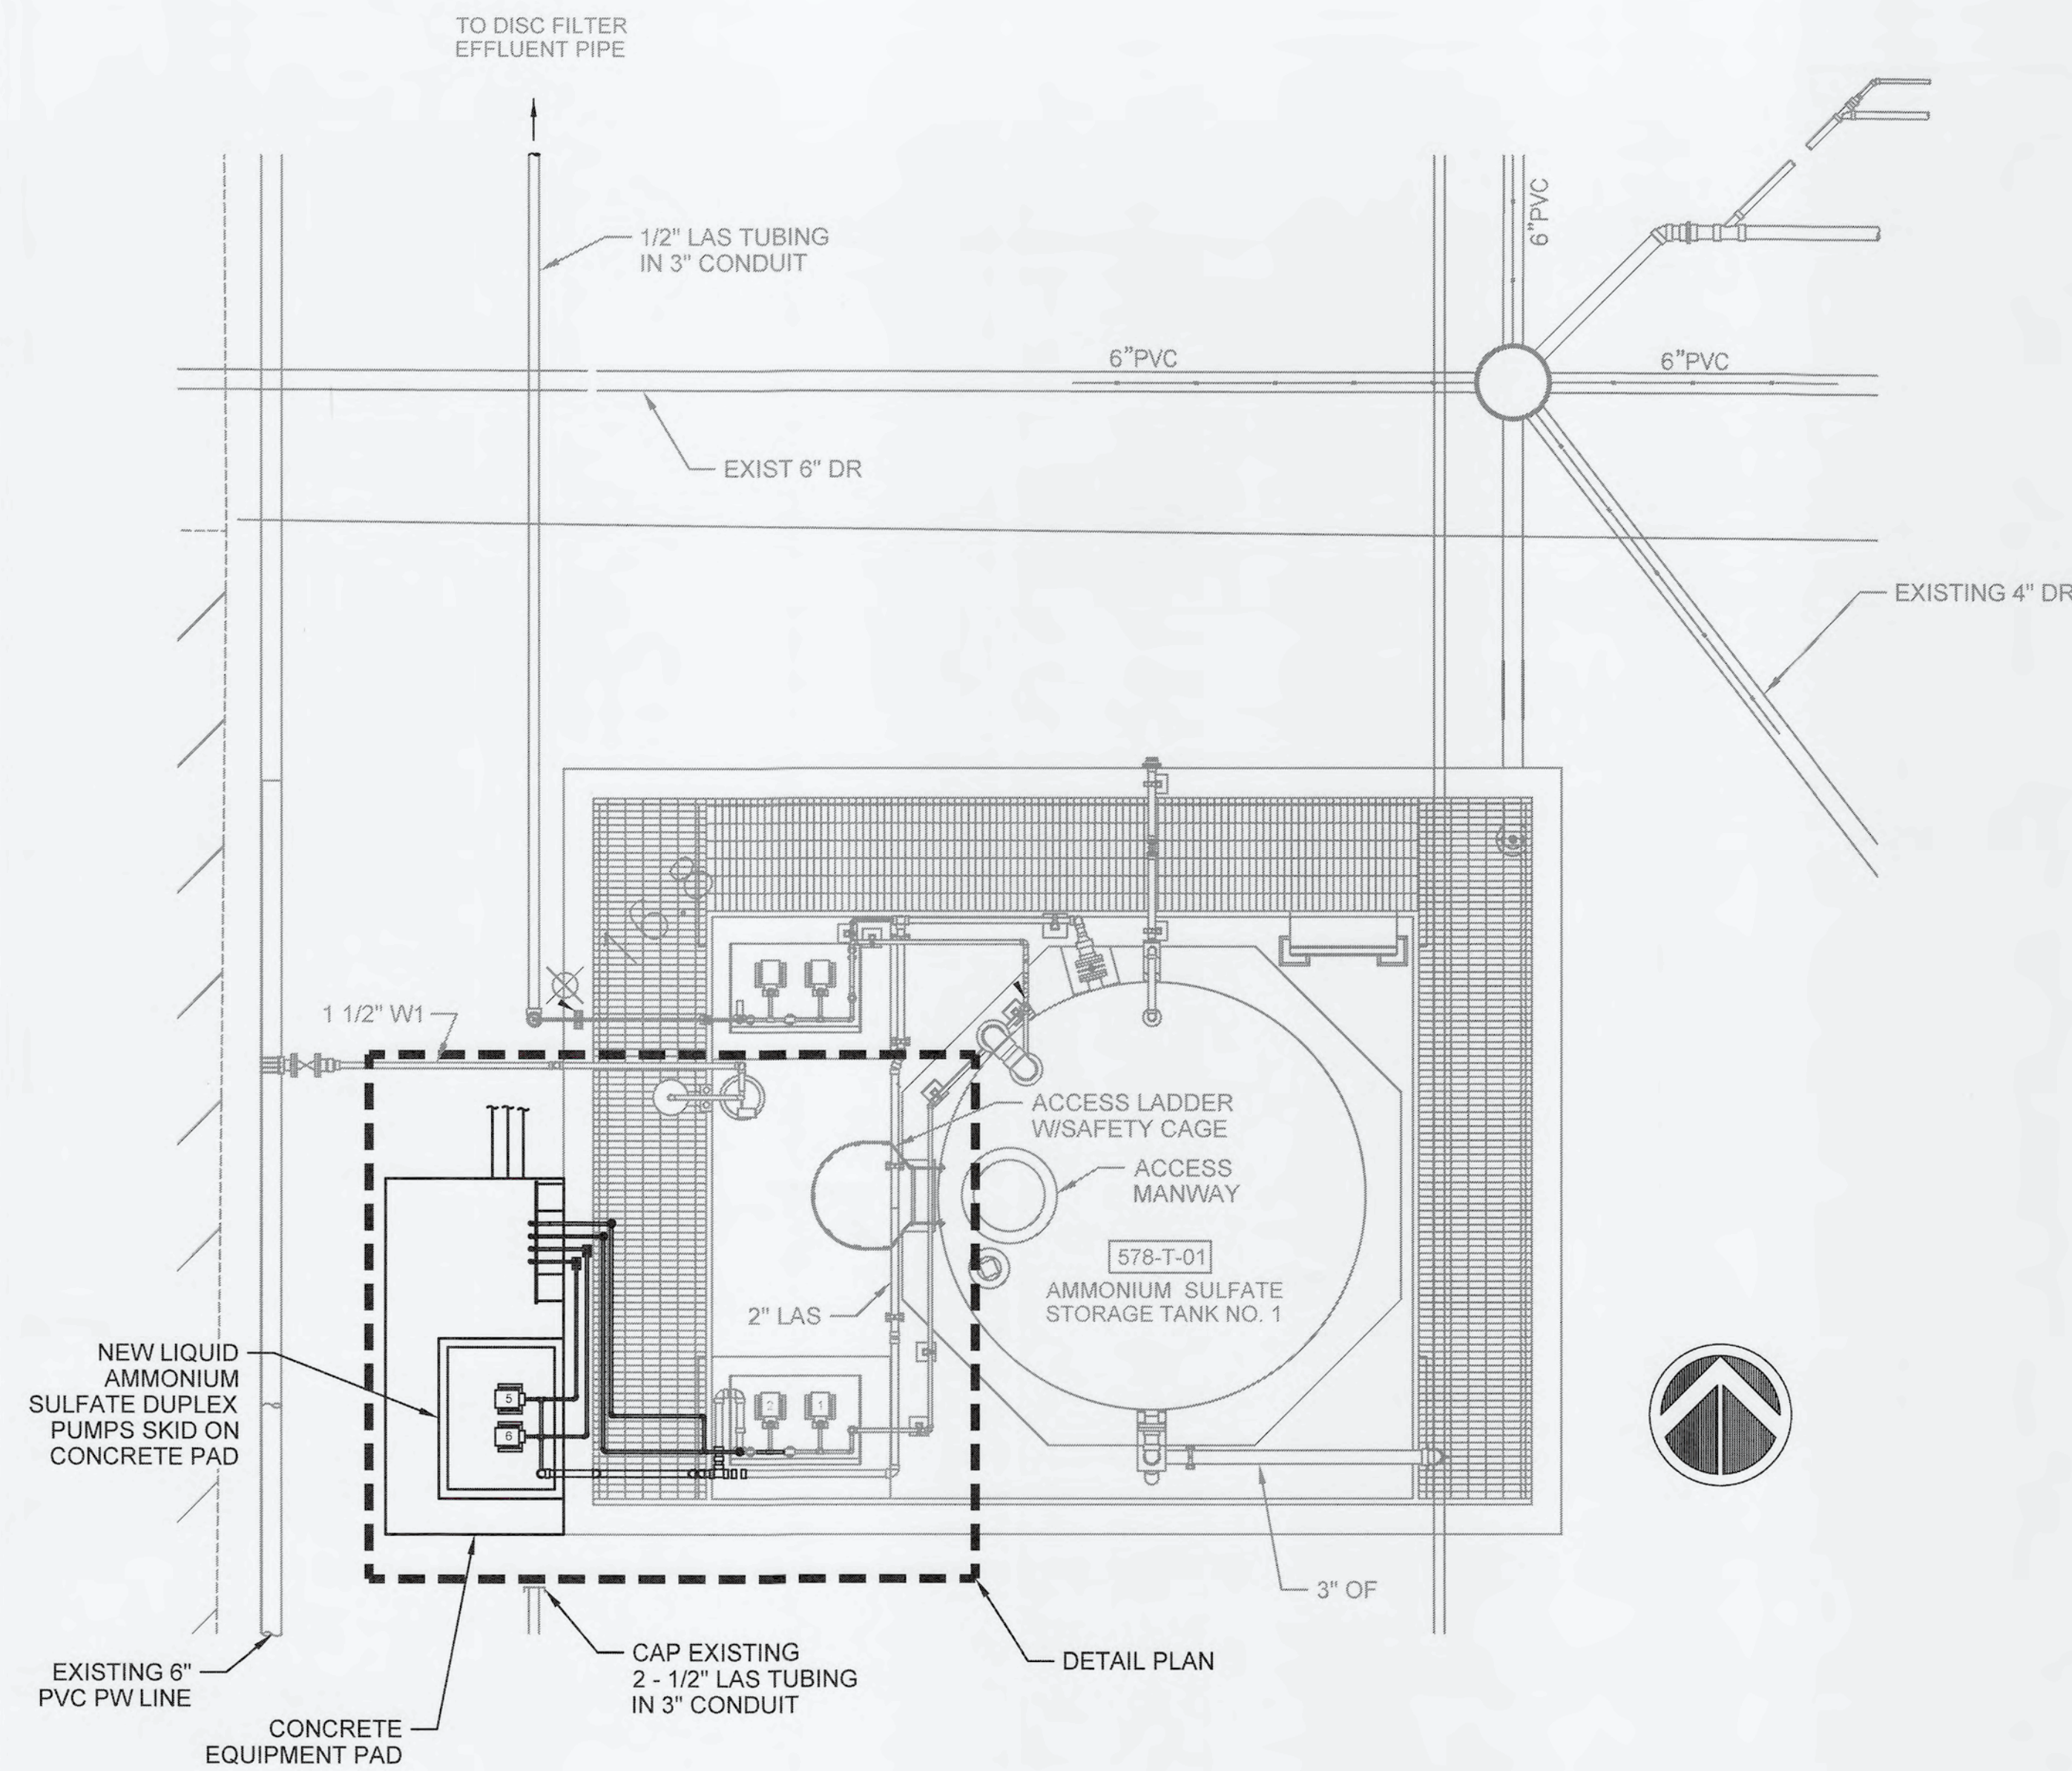 TO DISC FILTER
EFFLUENT PIPE
1/2" LAS TUBING
IN 3" CONDUIT
6"PVC
6"PVC
6"PVC
EXIST 6" DR
EXISTING 4" DR
1 1/2" W1
ACCESS LADDER
W/SAFETY CAGE
ACCESS
MANWAY
578-T-01
AMMONIUM SULFATE
STORAGE TANK NO. 1
2" LAS
NEW LIQUID
AMMONIUM
SULFATE DUPLEX
PUMPS SKID ON
CONCRETE PAD
5
6
2
1
3" OF
CAP EXISTING
2 - 1/2" LAS TUBING
IN 3" CONDUIT
DETAIL PLAN
EXISTING 6"
PVC PW LINE
CONCRETE
EQUIPMENT PAD